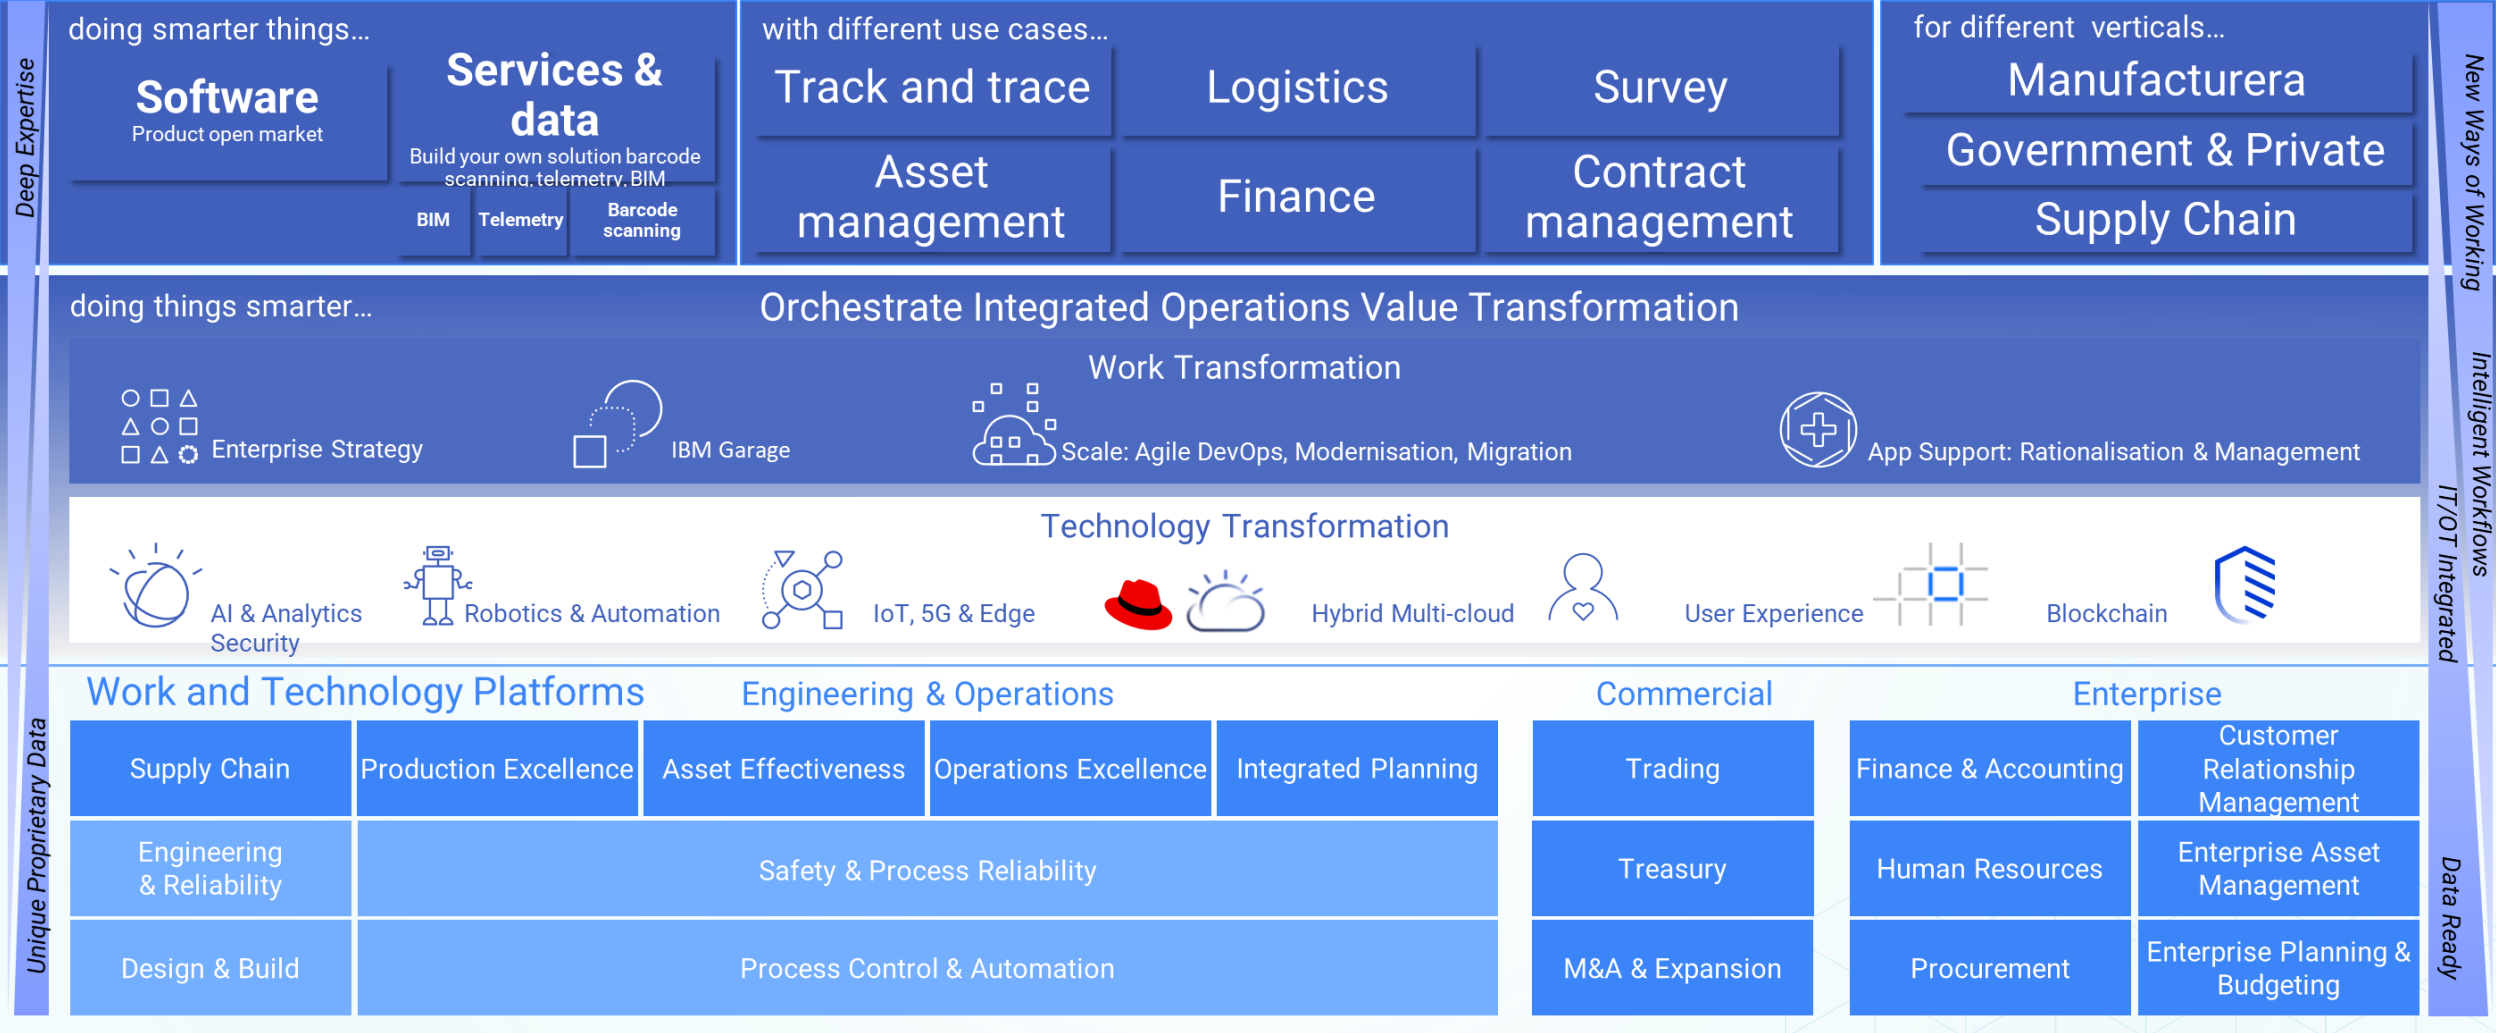 doing smarter things...
Software
Product open market
Services &
data
Build your own solution barcode
scanning, telemetry, BIM
BIM
Telemetry
Barcode
scanning
with different use cases...
Track and trace
Logistics
Survey
Asset
management
Finance
Contract
management
for different verticals...
Manufacturera
Government & Private
Supply Chain
Deep Expertise
Unique Proprietary Data
New Ways of Working
Intelligent Workflows
IT/OT Integrated
Data Ready
doing things smarter...
Orchestrate Integrated Operations Value Transformation
Work Transformation
Enterprise Strategy
IBM Garage
Scale: Agile DevOps, Modernisation, Migration
App Support: Rationalisation & Management
Technology Transformation
AI & Analytics
Security
Robotics & Automation
IoT, 5G & Edge
Hybrid Multi-cloud
User Experience
Blockchain
Work and Technology Platforms
Engineering & Operations
Commercial
Enterprise
Supply Chain
Production Excellence
Asset Effectiveness
Operations Excellence
Integrated Planning
Trading
Finance & Accounting
Customer
Relationship
Management
Engineering
& Reliability
Safety & Process Reliability
Treasury
Human Resources
Enterprise Asset
Management
Design & Build
Process Control & Automation
M&A & Expansion
Procurement
Enterprise Planning &
Budgeting